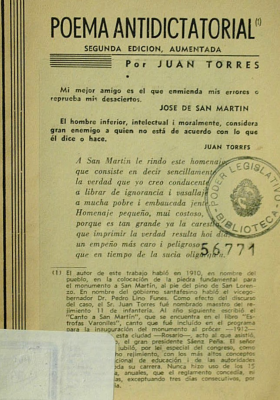 POEMA ANTIDICTATORIAL (1)
SEGUNDA EDICION, AUMENTADA
Por JUAN TORRES
Mi mejor amigo es el que enmienda mis errores o
reprueba mis desaciertos.
JOSE DE SAN MARTIN
El hombre inferior, intelectual i moralmente, considera
gran enemigo a quien no está de acuerdo con lo que
él dice o hace.
JUAN TORRES
A San Martín le rindo este homenaje
que consiste en decir sencillamente
la verdad que yo creo conducente
a librar de ignorancia i vasallaje
a mucha pobre i embaucada jente.
Homenaje pequeño, mui costoso,
porque es tan grande ya la carestía
que imprimir la verdad resulta hoi día
un empeño más caro i peligroso
que en tiempo de la sucia oligarquía.
PODER LEGISLATIVO
BIBLIOTECA
56771
(1) El autor de este trabajo habló en 1910, en nombre del
pueblo, en la colocación de la piedra fundamental para
el monumento a San Martín, al pie del pino de San Loren-
zo. En nombre del gobierno santafesino habló el vicego-
bernador Dr. Pedro Lino Funes. Como efecto del discurso
del caso, el Sr. Juan Torres fué nombrado maestro del re-
jimiento 11 de infantería. Al año siguiente escribió el
"Canto a San Martín", que se encuentra en el libro
"trofas Varoniles", canto que fué incluído en el programa
para la inauguración del monumento al prócer —1912—
esta ciudad —Rosario—, acto al que asistió,
el gran presidente Sáenz Peña. El señor
jubiló, por lei especial del congreso, como
cho rejimiento, con los más altos conceptos
cional de educación i de las autoridades
oda su carrera. Nunca hizo uso de los 15
, anuales, que el reglamento concedía, es
s, exceptuando tres días consecutivos, por